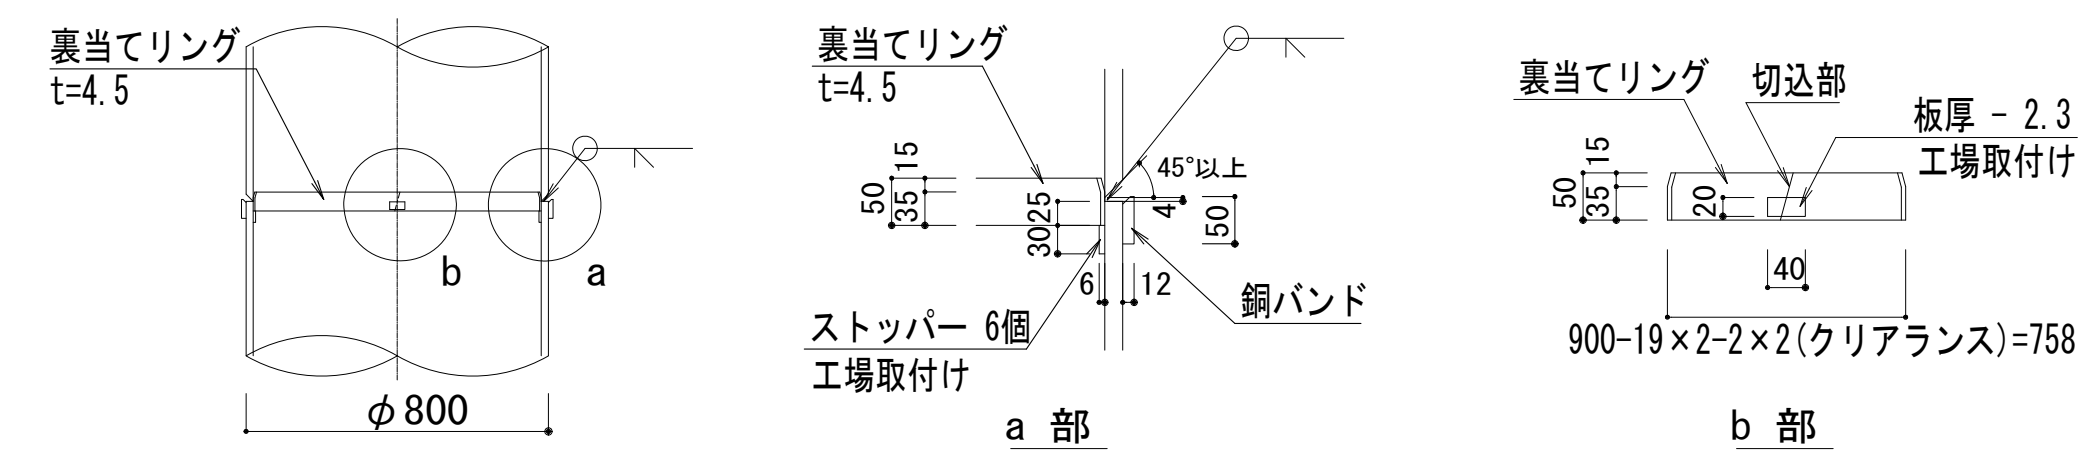 裏当てリング
t=4.5
b
a
φ800
裏当てリング
t=4.5
45°以上
15
50
35
25
30
4
50
6
12
銅バンド
ストッパー 6個
工場取付け
a 部
裏当てリング
切込部
板厚 - 2.3
工場取付け
15
50
35
20
40
900-19×2-2×2(クリアランス)=758
b 部